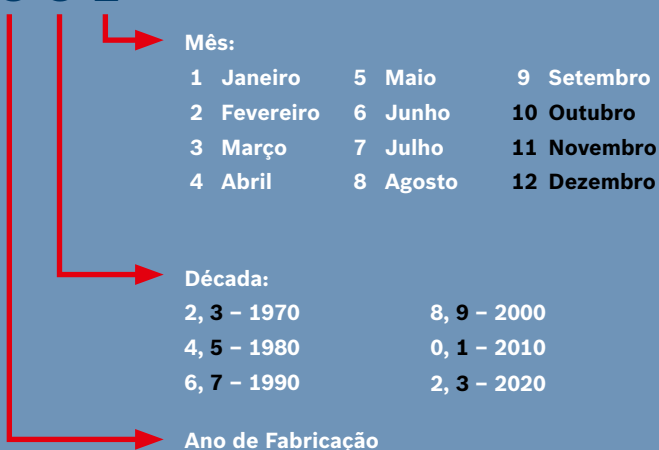 Mês:
1 Janeiro 5 Maio 9 Setembro
2 Fevereiro 6 Junho 10 Outubro
3 Março 7 Julho 11 Novembro
4 Abril 8 Agosto 12 Dezembro
Década:
2, 3 – 1970 8, 9 – 2000
4, 5 – 1980 0, 1 – 2010
6, 7 – 1990 2, 3 – 2020
Ano de Fabricação